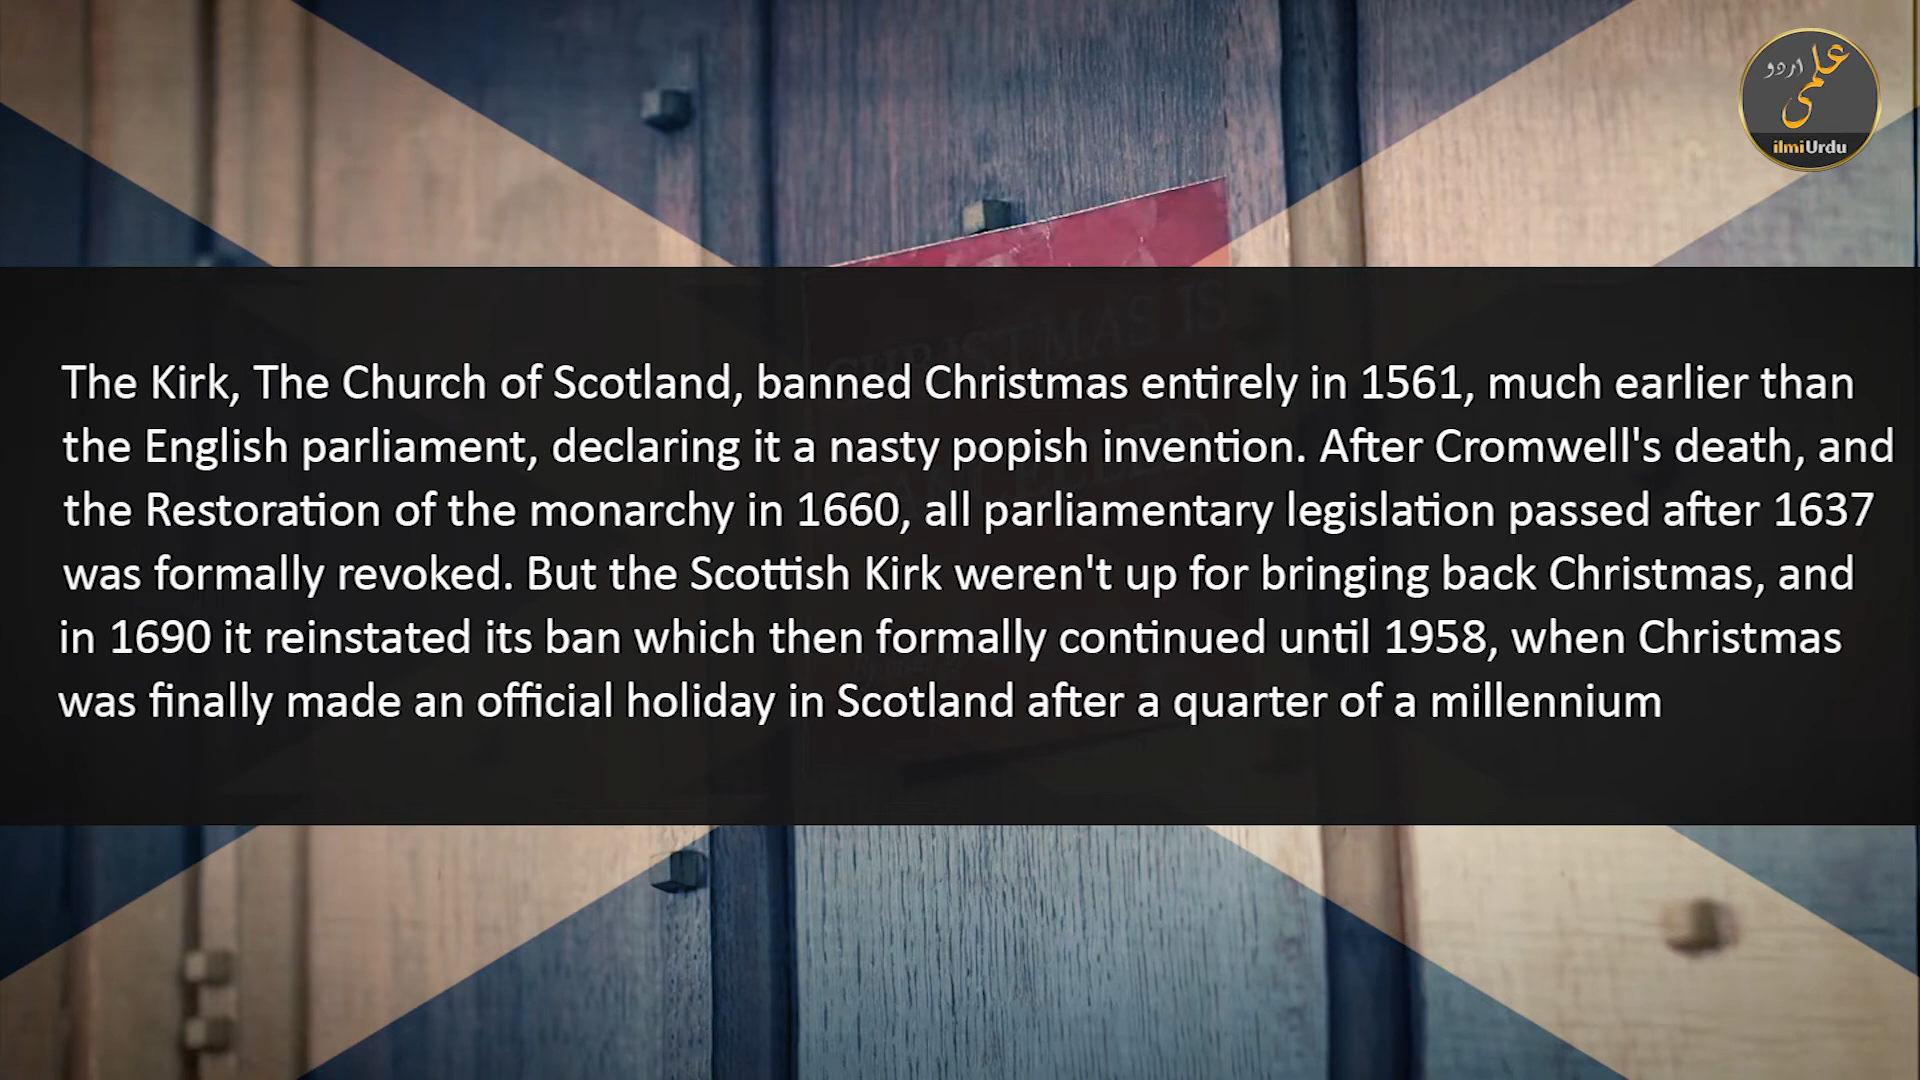 علمی اردو
ilmiUrdu
CHRISTMAS IS
The Kirk, The Church of Scotland, banned Christmas entirely in 1561, much earlier than
the English parliament, declaring it a nasty popish invention. After Cromwell's death, and
the Restoration of the monarchy in 1660, all parliamentary legislation passed after 1637
was formally revoked. But the Scottish Kirk weren't up for bringing back Christmas, and
in 1690 it reinstated its ban which then formally continued until 1958, when Christmas
was finally made an official holiday in Scotland after a quarter of a millennium